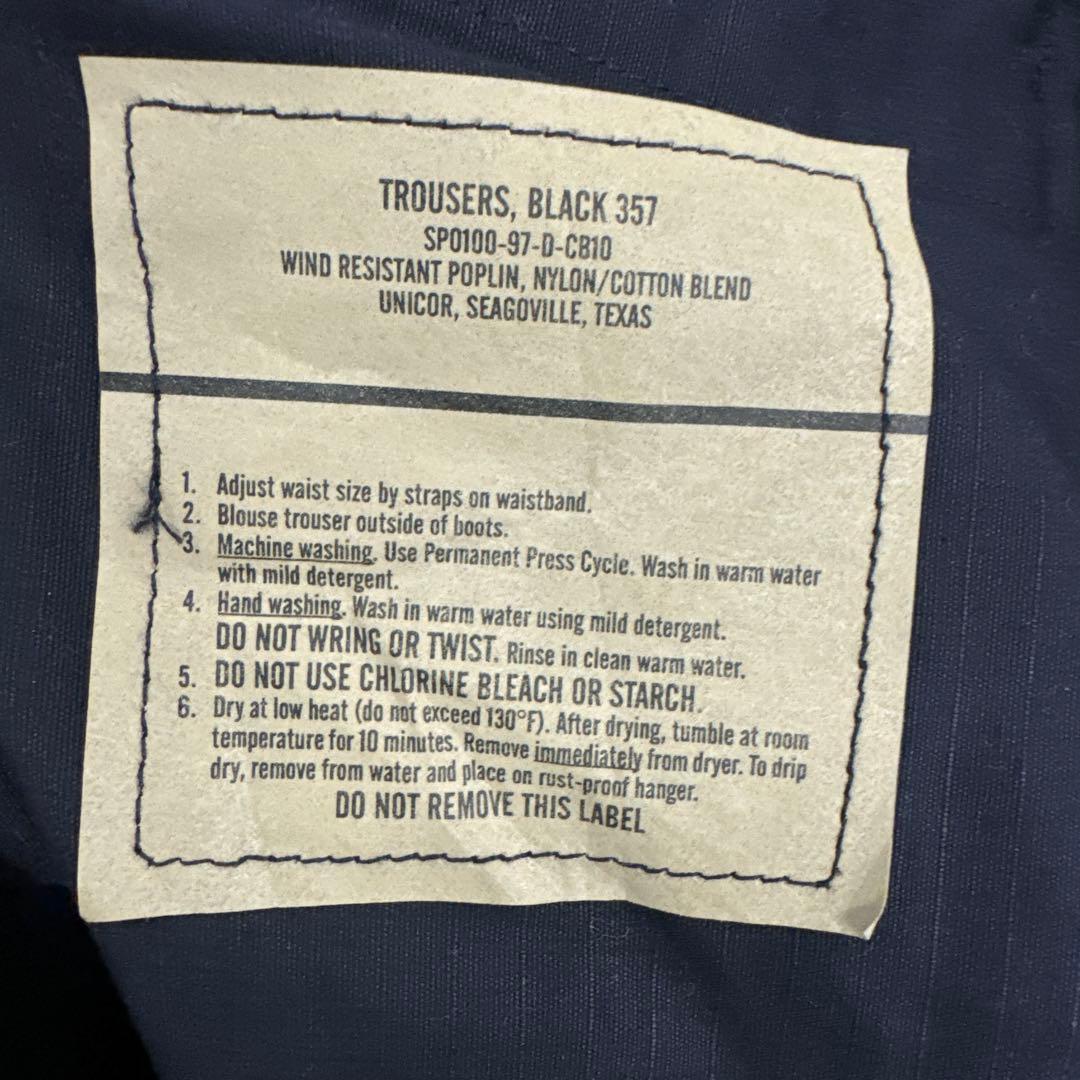 TROUSERS, BLACK 357
SPO100-97-D-CB10
WIND RESISTANT POPLIN, NYLON/COTTON BLEND
UNICOR, SEAGOVILLE, TEXAS
1. Adjust waist size by straps on waistband.
2. Blouse trouser outside of boots.
3. Machine washing. Use Permanent Press Cycle. Wash in warm water
with mild detergent.
4. Hand washing. Wash in warm water using mild detergent.
DO NOT WRING OR TWIST. Rinse in clean warm water.
5. DO NOT USE CHLORINE BLEACH OR STARCH.
6. Dry at low heat (do not exceed 130°F). After drying, tumble at room
temperature for 10 minutes. Remove immediately from dryer. To drip
dry, remove from water and place on rust-proof hanger.
DO NOT REMOVE THIS LABEL